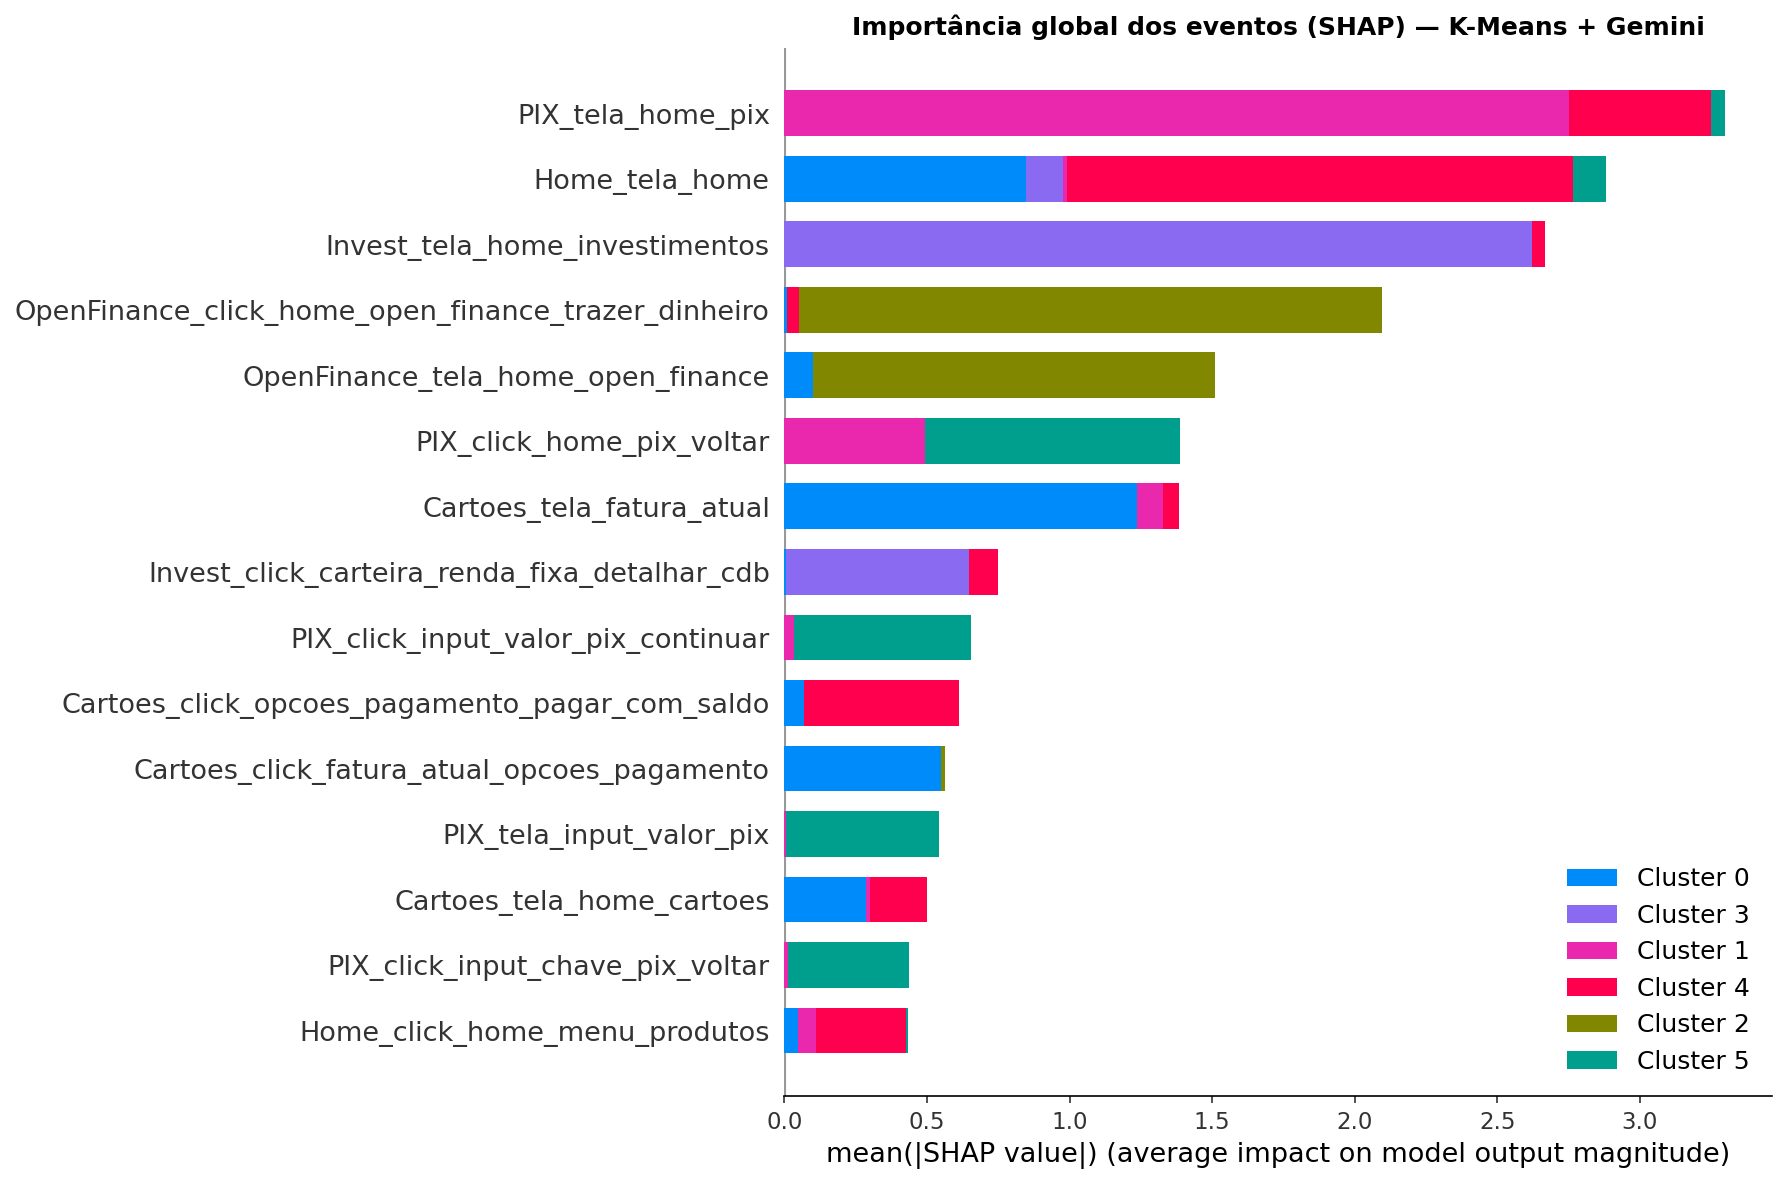 Importância global dos eventos (SHAP) — K-Means + Gemini
PIX_tela_home_pix
Home_tela_home
Invest_tela_home_investimentos
OpenFinance_click_home_open_finance_trazer_dinheiro
OpenFinance_tela_home_open_finance
PIX_click_home_pix_voltar
Cartoes_tela_fatura_atual
Invest_click_carteira_renda_fixa_detalhar_cdb
PIX_click_input_valor_pix_continuar
Cartoes_click_opcoes_pagamento_pagar_com_saldo
Cartoes_click_fatura_atual_opcoes_pagamento
PIX_tela_input_valor_pix
Cartoes_tela_home_cartoes
PIX_click_input_chave_pix_voltar
Home_click_home_menu_produtos
Cluster 0
Cluster 3
Cluster 1
Cluster 4
Cluster 2
Cluster 5
0.0 0.5 1.0 1.5 2.0 2.5 3.0
mean(|SHAP value|) (average impact on model output magnitude)